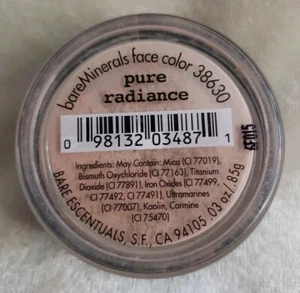 bareMinerals face color 38630
pure
radiance
0 98132 03487 1
Ingredients: May Contain: Mica (CI 77019),
Bismuth Oxychloride (CI 77163), Titanium
Dioxide (CI 77891), Iron Oxides (CI 77499,
CI 77492, CI 77491), Ultramarines
(CI 77007), Kaolin, Carmine
(CI 75470)
BARE ESCENTUALS, S.F., CA 94105 .03 oz/.85g